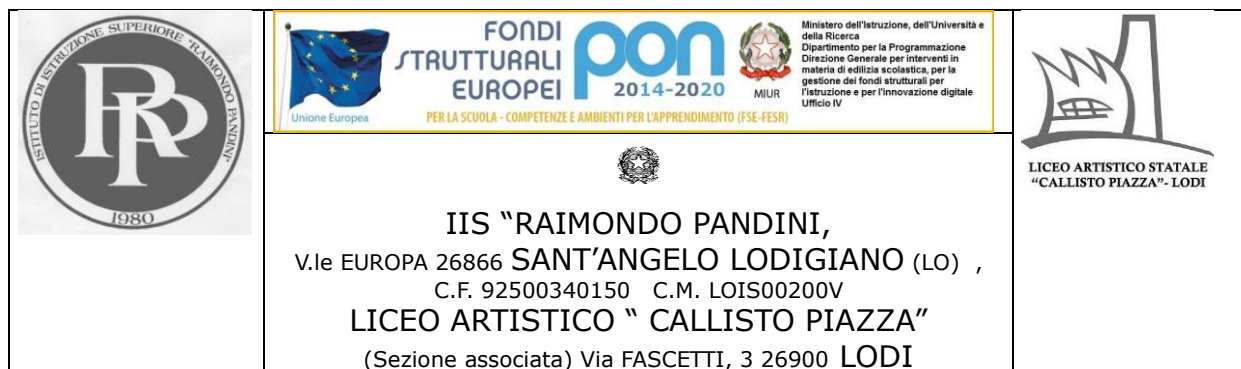 ISTITUTO DI ISTRUZIONE SUPERIORE "RAIMONDO PANDINI"
1980
Unione Europea
FONDI
STRUTTURALI
EUROPEI
pon
2014-2020
MIUR
Ministero dell'Istruzione, dell'Università e
della Ricerca
Dipartimento per la Programmazione
Direzione Generale per interventi in
materia di edilizia scolastica, per la
gestione dei fondi strutturali per
l'istruzione e per l'innovazione digitale
Ufficio IV
PER LA SCUOLA - COMPETENZE E AMBIENTI PER L'APPRENDIMENTO (FSE-FESR)
LICEO ARTISTICO STATALE
"CALLISTO PIAZZA"- LODI
IIS "RAIMONDO PANDINI,
V.le EUROPA 26866 SANT'ANGELO LODIGIANO (LO) ,
C.F. 92500340150 C.M. LOIS00200V
LICEO ARTISTICO " CALLISTO PIAZZA"
(Sezione associata) Via FASCETTI, 3 26900 LODI